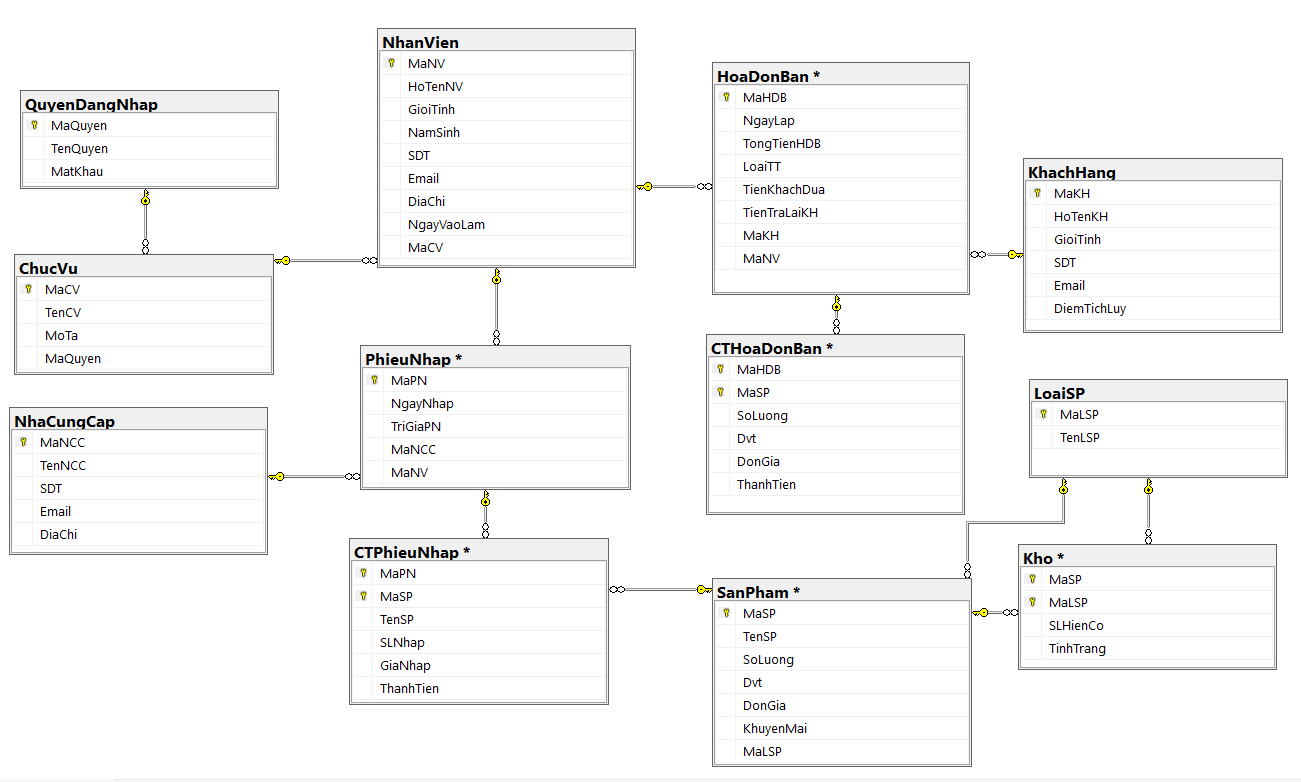 NhanVien
MaNV
HoTenNV
GioiTinh
NamSinh
SDT
Email
DiaChi
NgayVaoLam
MaCV
HoaDonBan *
MaHDB
NgayLap
TongTienHDB
LoaiTT
TienKhachDua
TienTraLaiKH
MaKH
MaNV
QuyenDangNhap
MaQuyen
TenQuyen
MatKhau
KhachHang
MaKH
HoTenKH
GioiTinh
SDT
Email
DiemTichLuy
ChucVu
MaCV
TenCV
MoTa
MaQuyen
PhieuNhap *
MaPN
NgayNhap
TriGiaPN
MaNCC
MaNV
CTHoaDonBan *
MaHDB
MaSP
SoLuong
Dvt
DonGia
ThanhTien
LoaiSP
MaLSP
TenLSP
NhaCungCap
MaNCC
TenNCC
SDT
Email
DiaChi
CTPhieuNhap *
MaPN
MaSP
TenSP
SLNhap
GiaNhap
ThanhTien
SanPham *
MaSP
TenSP
SoLuong
Dvt
DonGia
KhuyenMai
MaLSP
Kho *
MaSP
MaLSP
SLHienCo
TinhTrang